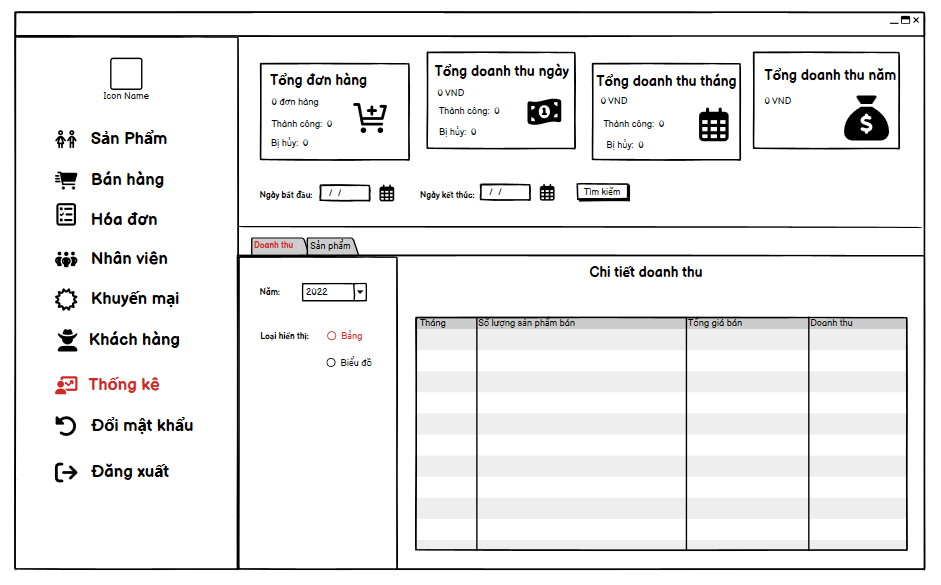 Icon Name
Sản Phẩm
Bán hàng
Hóa đơn
Nhân viên
Khuyến mại
Khách hàng
Thống kê
Đổi mật khẩu
Đăng xuất
Tổng đơn hàng
0 đơn hàng
Thành công: 0
Bị hủy: 0
Tổng doanh thu ngày
0 VND
Thành công: 0
Bị hủy: 0
Tổng doanh thu tháng
0 VND
Thành công: 0
Bị hủy: 0
Tổng doanh thu năm
0 VND
Ngày bắt đầu: / /
Ngày kết thúc: / /
Tìm kiếm
Doanh thu
Sản phẩm
Năm: 2022
Loại hiển thị: Bảng
Biểu đồ
Chi tiết doanh thu
Tháng Số lượng sản phẩm bán Tổng giá bán Doanh thu